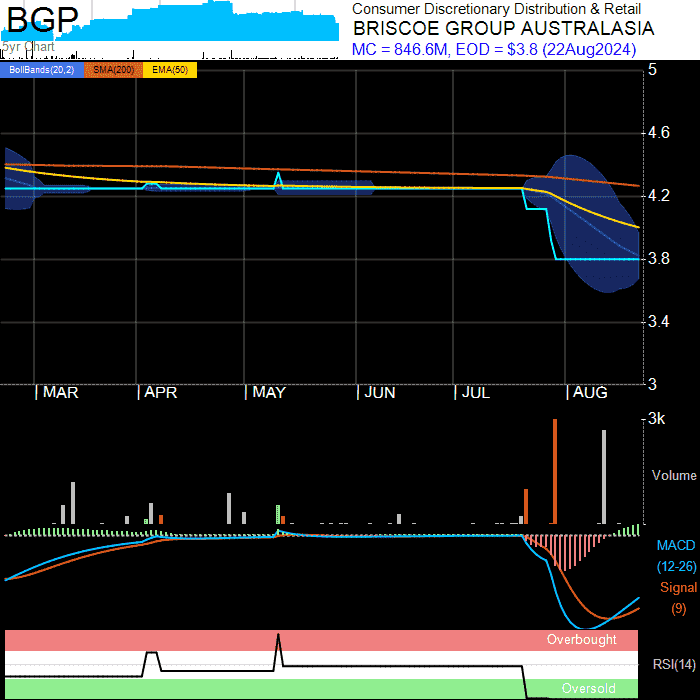 BGP
5yr Chart
Consumer Discretionary Distribution & Retail
BRISCOE GROUP AUSTRALASIA
MC = 846.6M, EOD = $3.8 (22Aug2024)
BollBands(20,2) SMA(200) EMA(50)
5
4.6
4.2
3.8
3.4
3
MAR APR MAY JUN JUL AUG
3k
Volume
MACD
(12-26)
Signal
(9)
Overbought
RSI(14)
Oversold